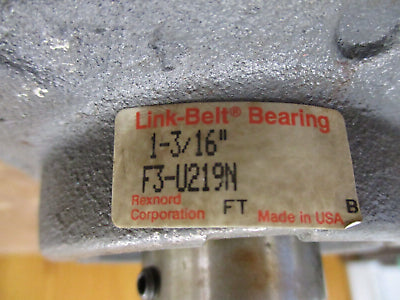 Link-Belt® Bearing
1-3/16"
F3-U219N
Rexnord
Corporation FT Made in USA B